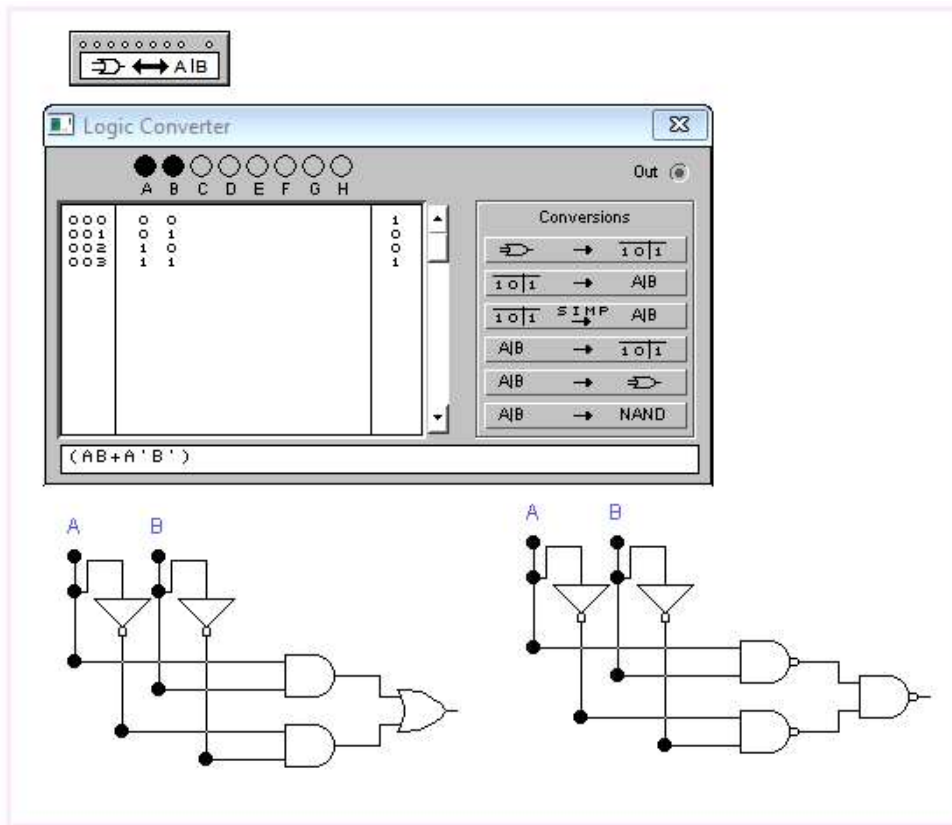 A|B
Logic Converter
Out
A B C D E F G H
Conversions
000 0 0 1
001 0 1 0
002 1 0 0
003 1 1 1
→ 1 0|1
1 0|1 → A|B
1 0|1 SIMP → A|B
A|B → 1 0|1
A|B →
A|B → NAND
(AB+A'B')
A B
A B